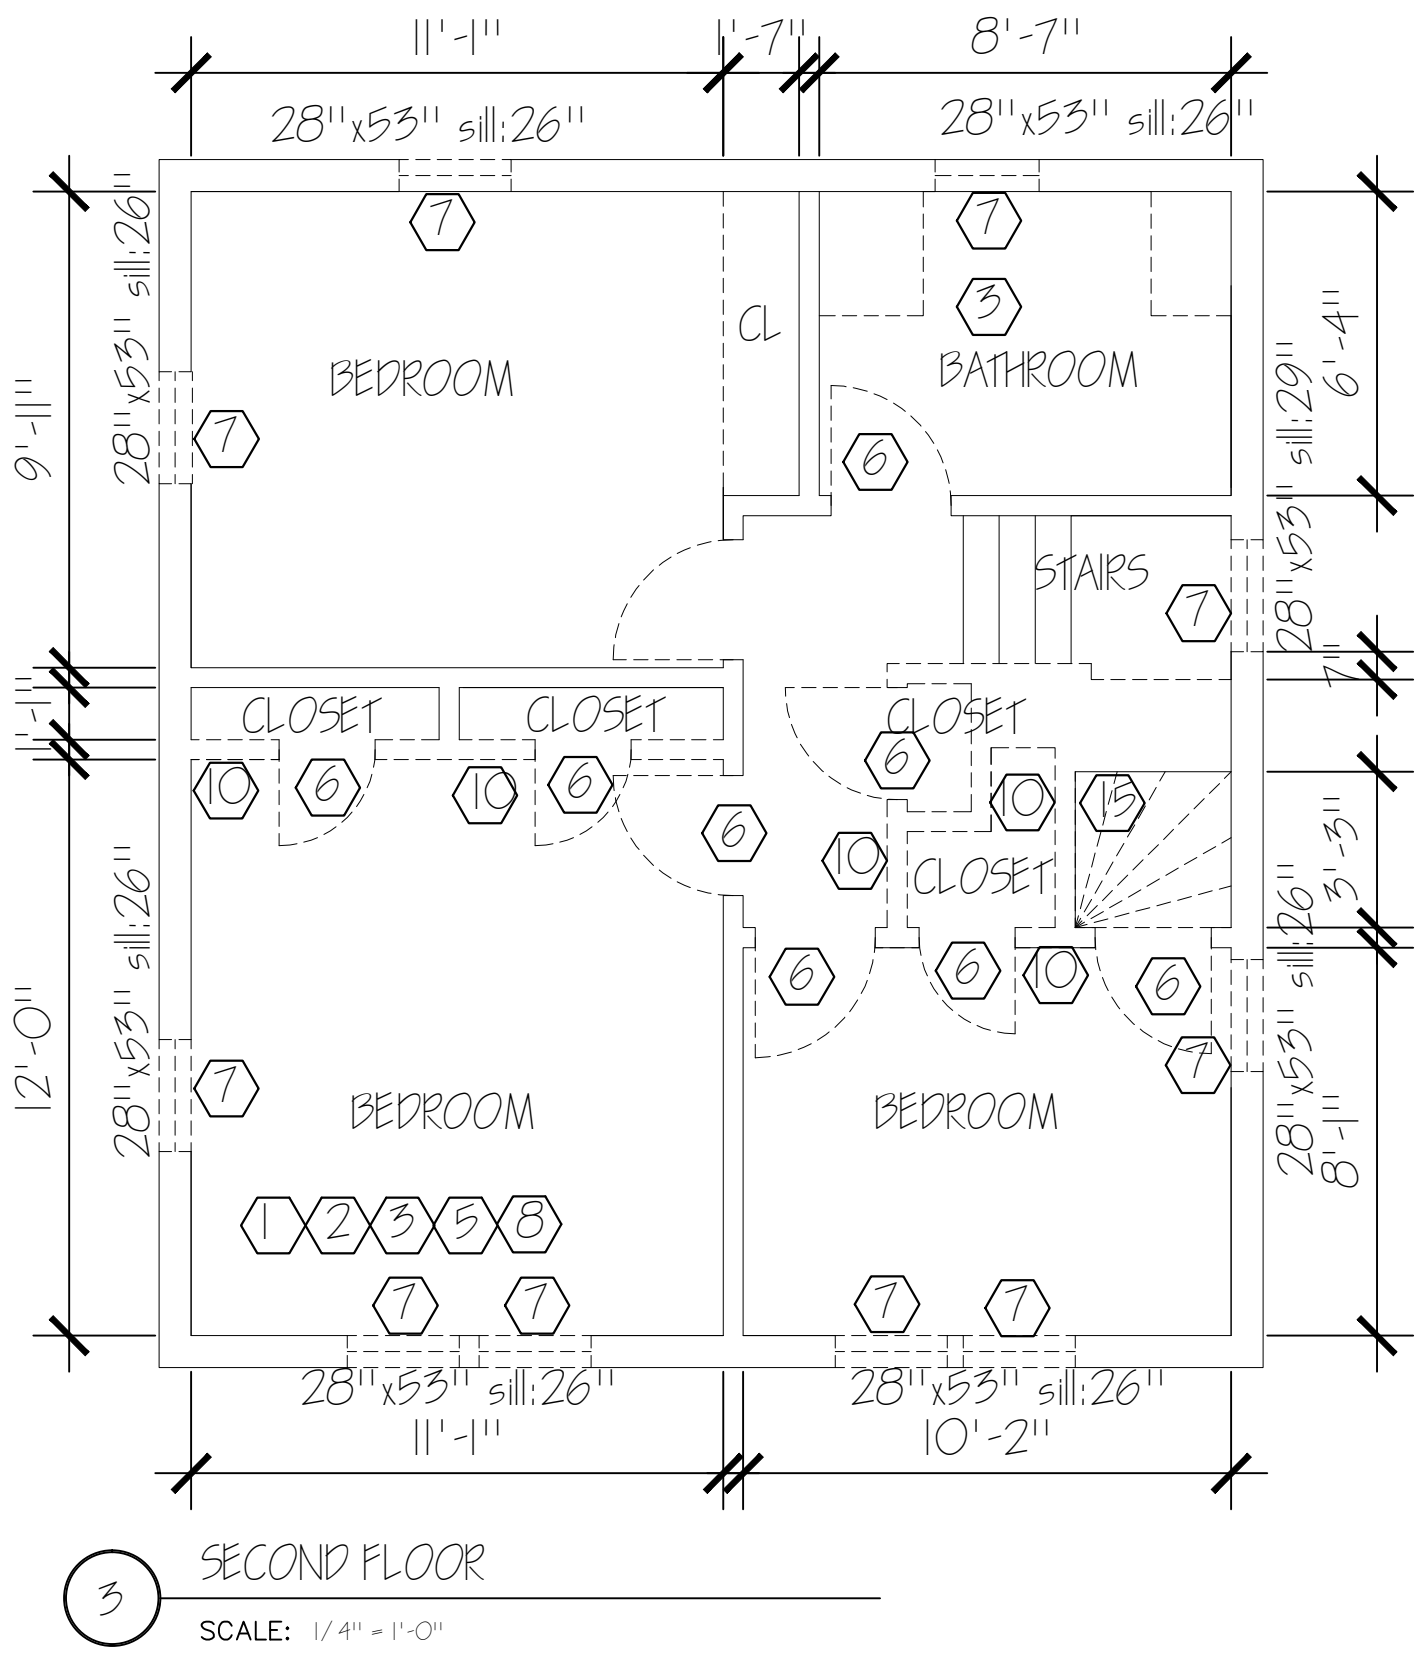 11'-1" 1'-7" 8'-7"
28"x53" sill:26" 28"x53" sill:26"
28"x53" sill:26"
9'-11"
7
7
3
CL
BEDROOM
BATHROOM
7
6
28"x53" sill:29"
6'-4"
STAIRS
7
7"
1'-1"
CLOSET CLOSET CLOSET
6
10 6 10 6 10 15
6
10
CLOSET
3'-3"
28"x53" sill:26"
12'-0"
6 6 10 6
7
7
28"x53" sill:26"
8'-1"
BEDROOM BEDROOM
1 2 3 5 8
7 7 7 7
28"x53" sill:26" 28"x53" sill:26"
11'-1" 10'-2"
3
SECOND FLOOR
SCALE: 1/4" = 1'-0"